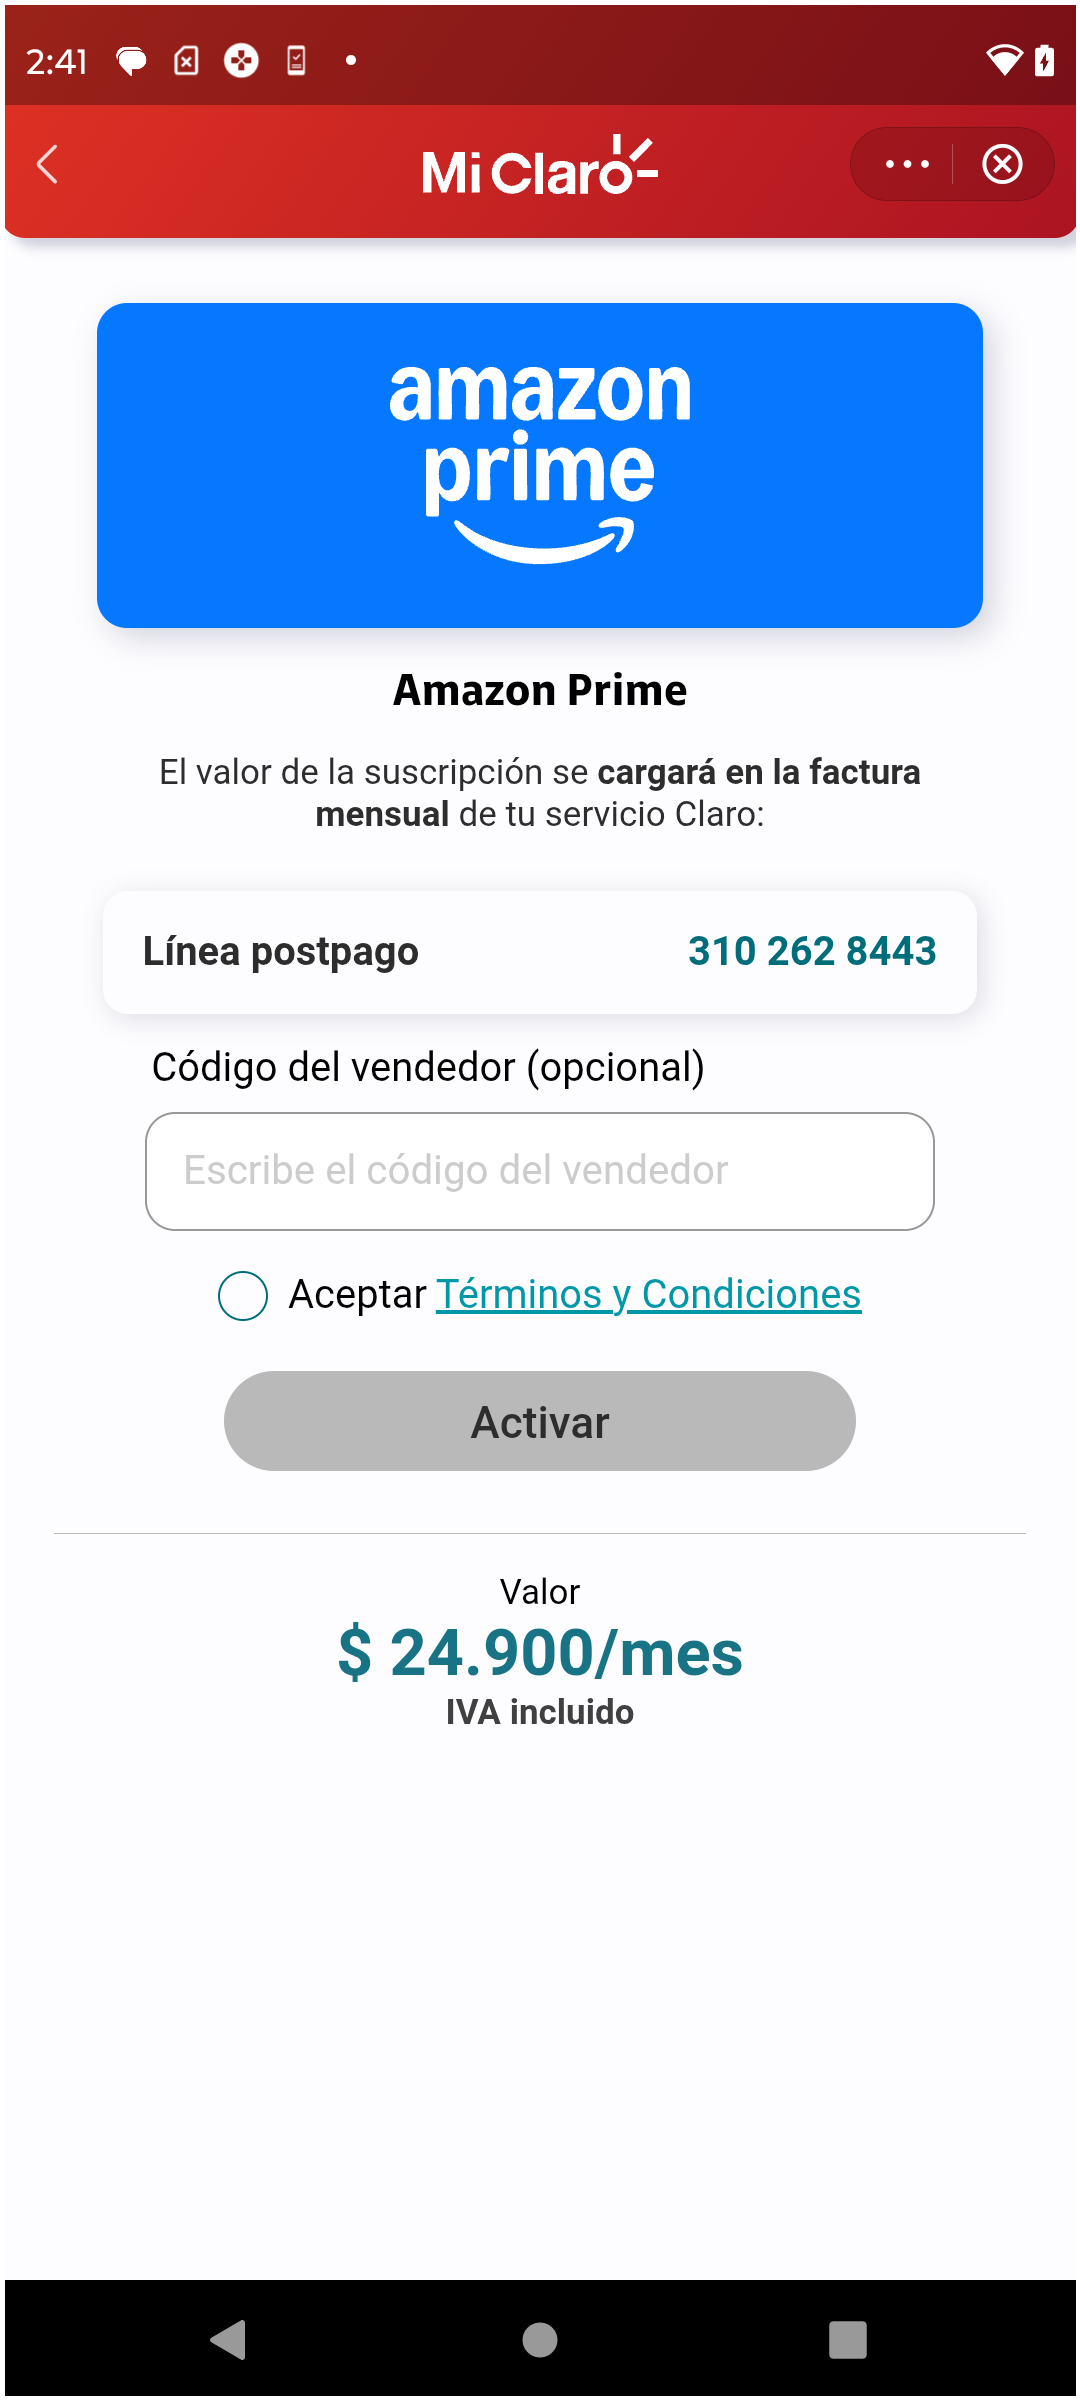 2:41
Mi Claro
amazon
prime
Amazon Prime
El valor de la suscripción se cargará en la factura
mensual de tu servicio Claro:
Línea postpago 310 262 8443
Código del vendedor (opcional)
Escribe el código del vendedor
Aceptar Términos y Condiciones
Activar
Valor
$ 24.900/mes
IVA incluido